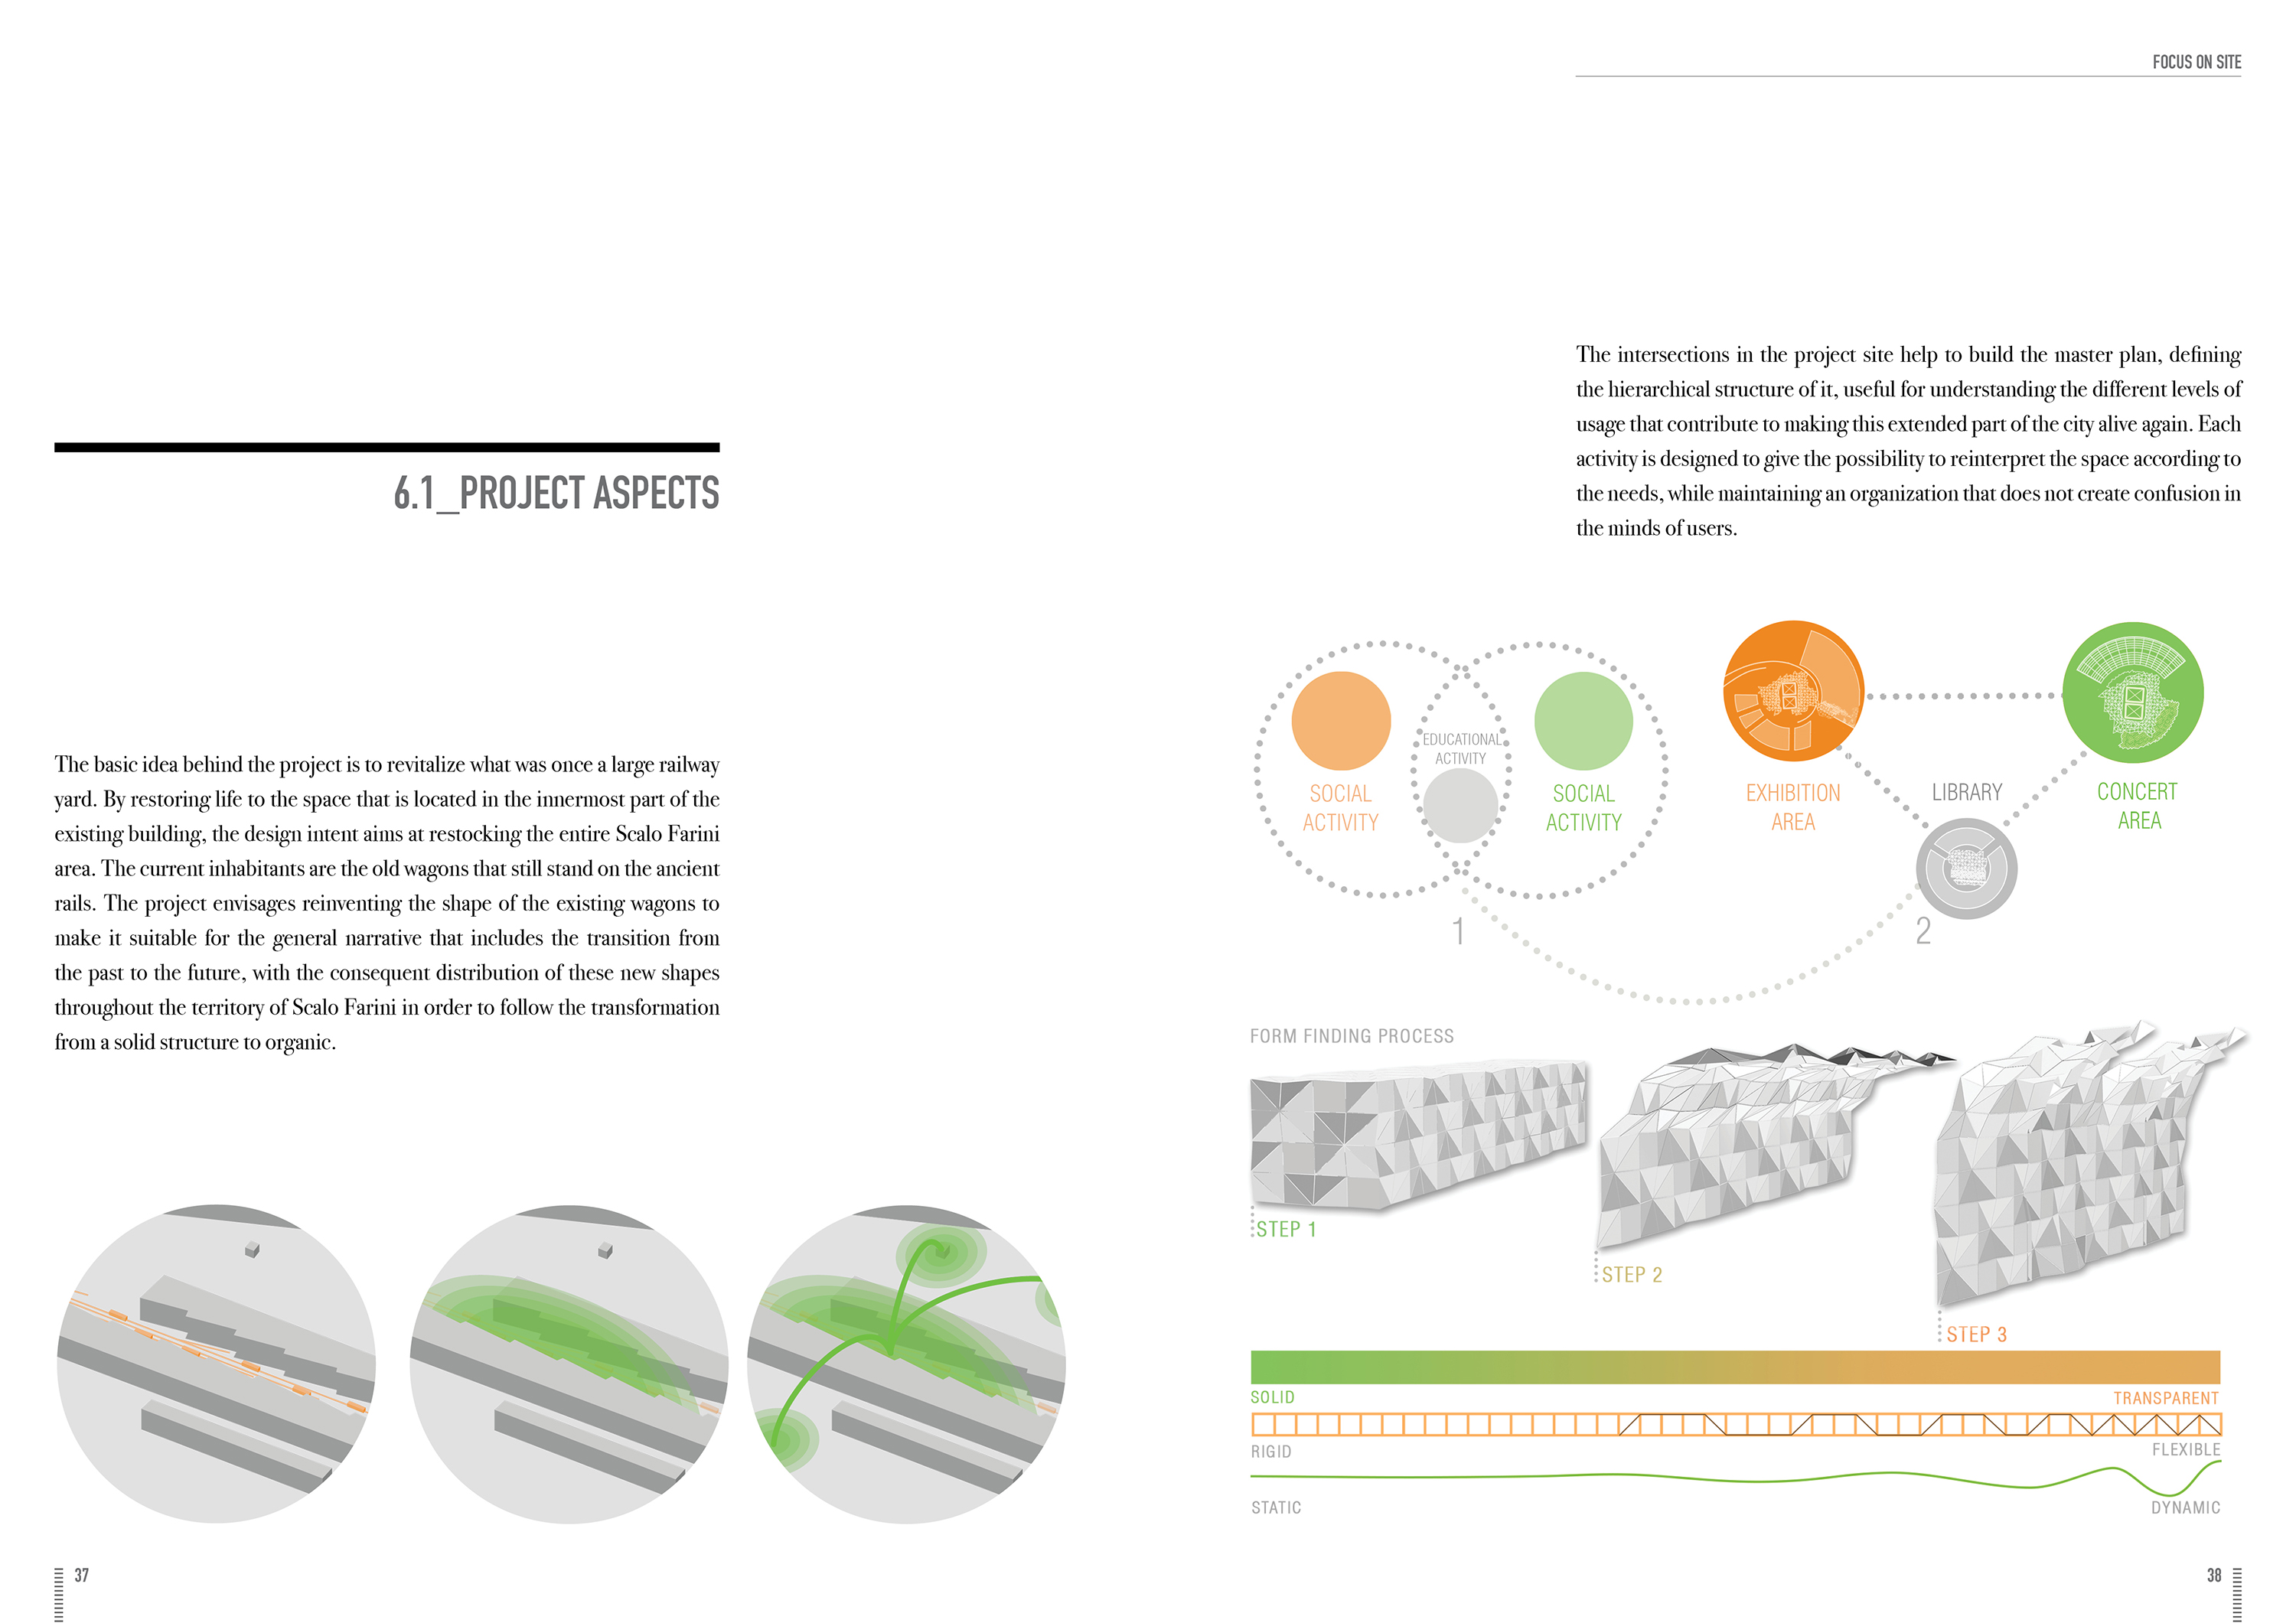 FOCUS ON SITE
6.1_PROJECT ASPECTS
The basic idea behind the project is to revitalize what was once a large railway
yard. By restoring life to the space that is located in the innermost part of the
existing building, the design intent aims at restocking the entire Scalo Farini
area. The current inhabitants are the old wagons that still stand on the ancient
rails. The project envisages reinventing the shape of the existing wagons to
make it suitable for the general narrative that includes the transition from
the past to the future, with the consequent distribution of these new shapes
throughout the territory of Scalo Farini in order to follow the transformation
from a solid structure to organic.
37
The intersections in the project site help to build the master plan, defining
the hierarchical structure of it, useful for understanding the different levels of
usage that contribute to making this extended part of the city alive again. Each
activity is designed to give the possibility to reinterpret the space according to
the needs, while maintaining an organization that does not create confusion in
the minds of users.
EDUCATIONAL
ACTIVITY
SOCIAL
ACTIVITY
SOCIAL
ACTIVITY
1
EXHIBITION
AREA
LIBRARY
CONCERT
AREA
2
FORM FINDING PROCESS
STEP 1
STEP 2
STEP 3
SOLID
TRANSPARENT
RIGID
FLEXIBLE
STATIC
DYNAMIC
38